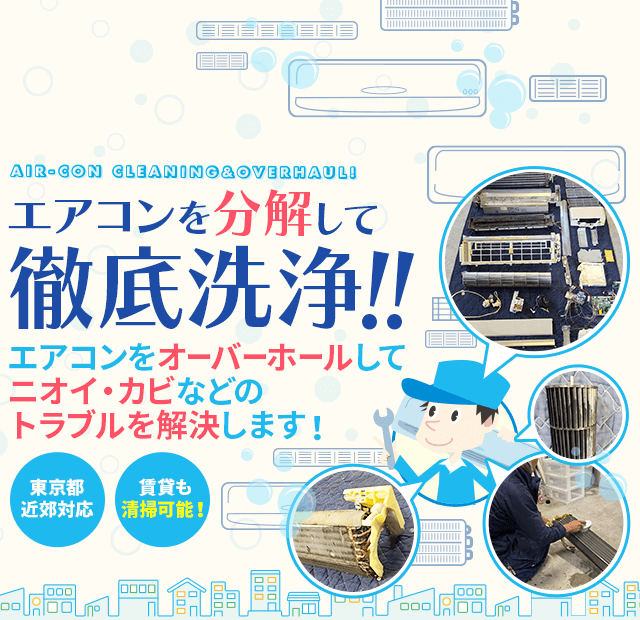 AIR-CON CLEANING&OVERHAUL!
エアコンを分解して
徹底洗浄!!
エアコンをオーバーホールして
ニオイ・カビなどの
トラブルを解決します！
東京都
近郊対応
賃貸も
清掃可能！